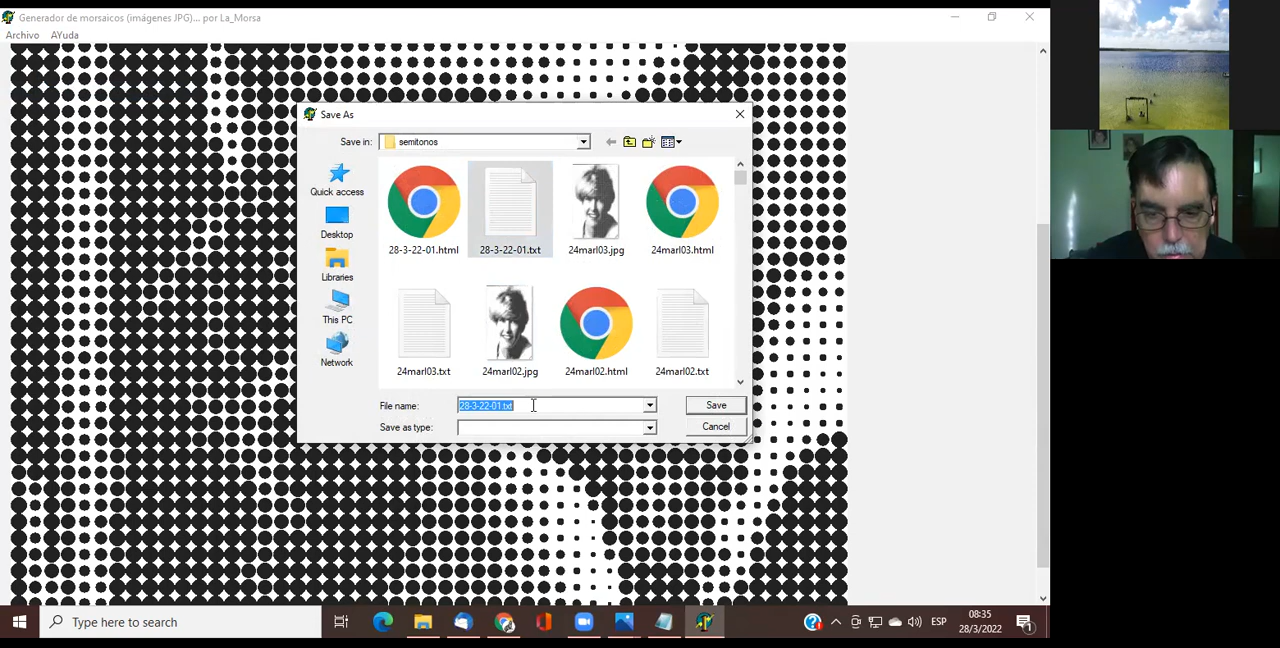 Generador de morsaicos (imágenes JPG)... por La_Morsa
Archivo AYuda
Save As
Save in: semitonos
Quick access
Desktop
Libraries
This PC
Network
28-3-22-01.html 28-3-22-01.txt 24marl03.jpg 24marl03.html
24marl03.txt 24marl02.jpg 24marl02.html 24marl02.txt
File name: 28-3-22-01.txt Save
Save as type: Cancel
Type here to search
ESP
08:35
28/3/2022
1